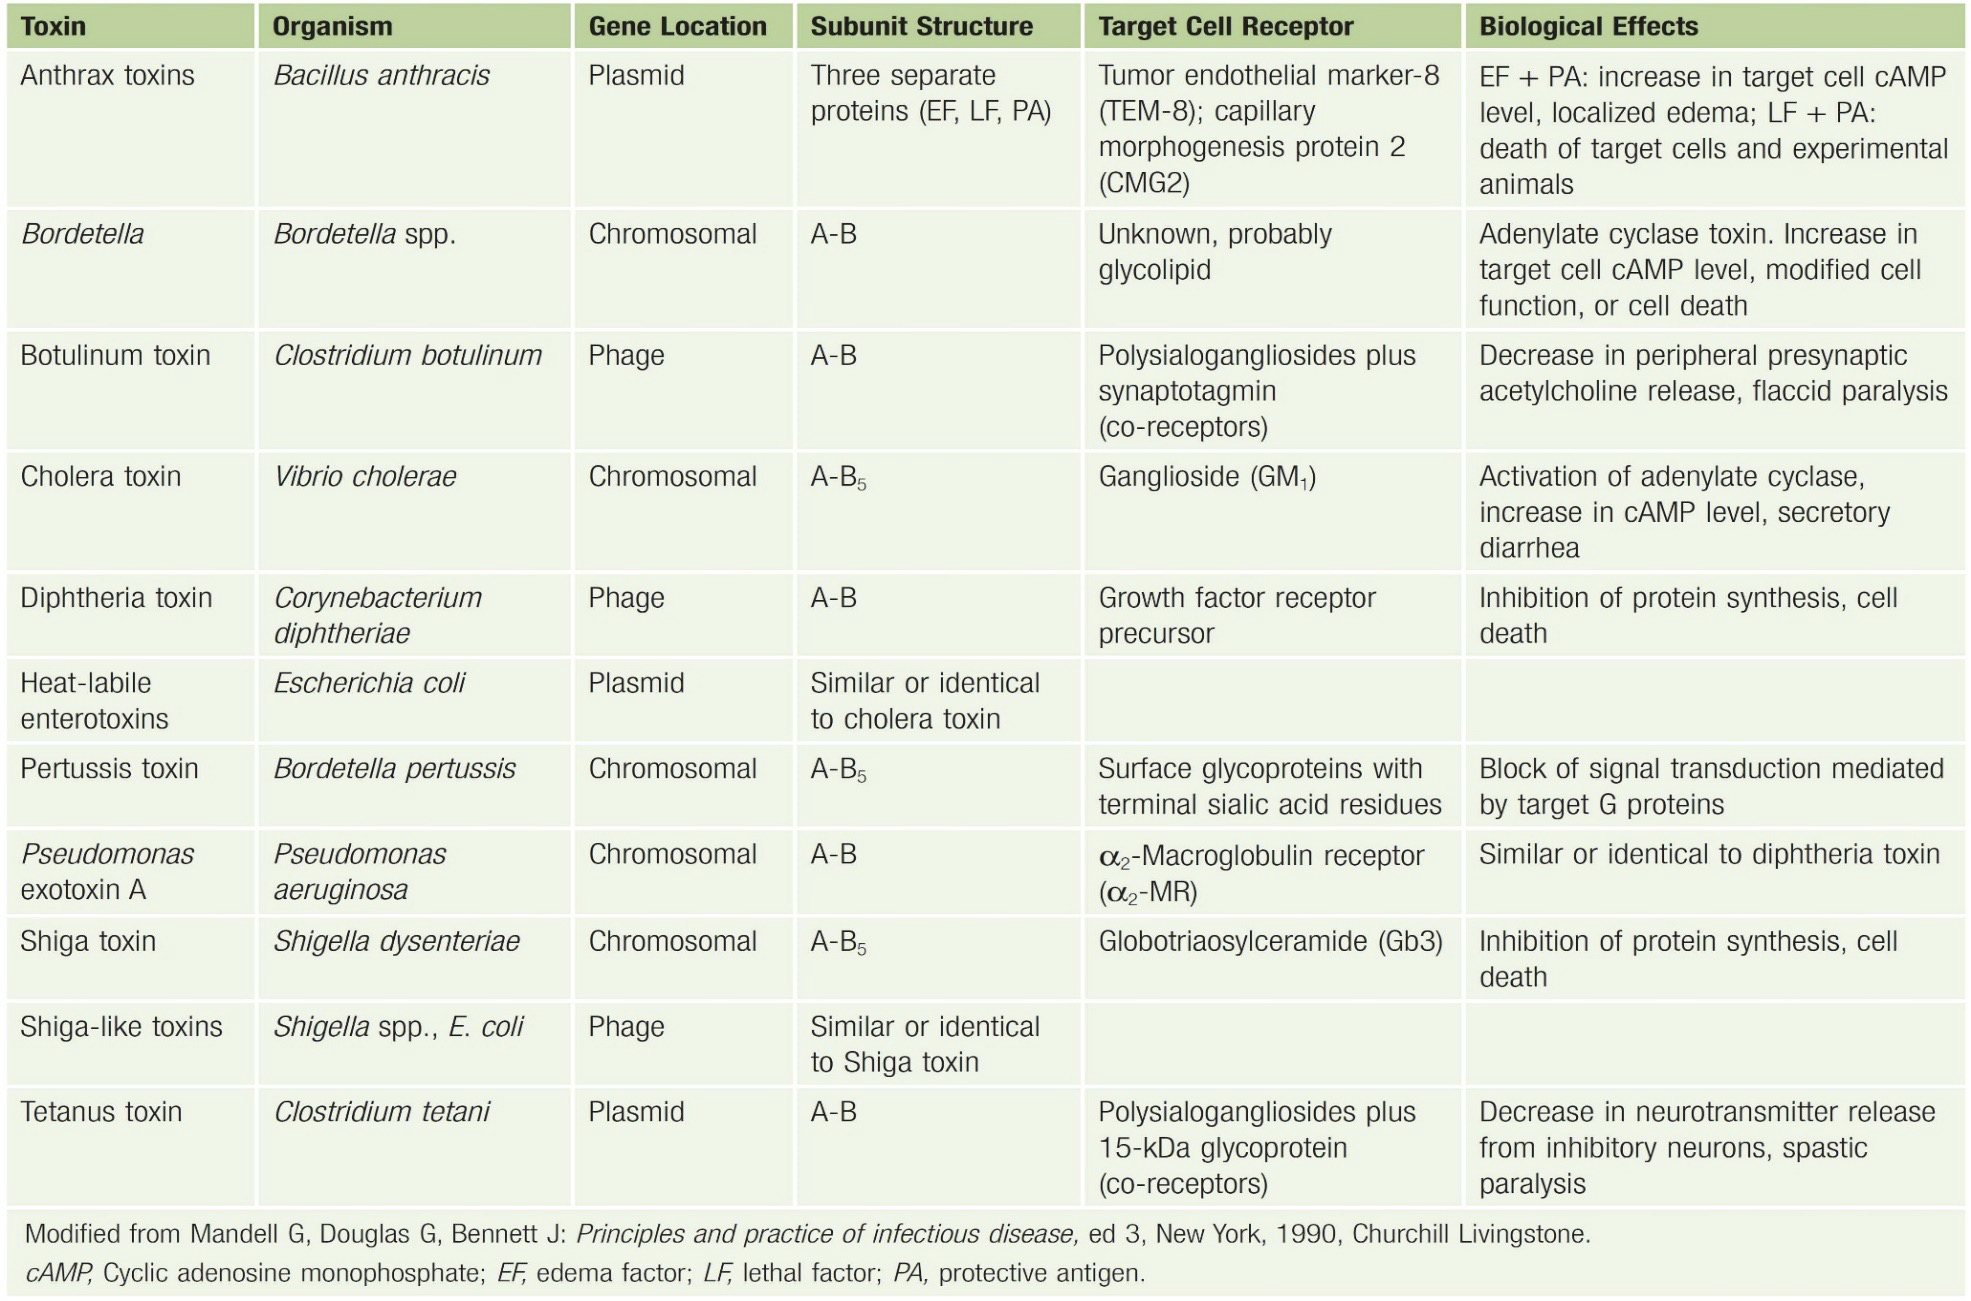 Toxin Organism Gene Location Subunit Structure Target Cell Receptor Biological Effects
Anthrax toxins Bacillus anthracis Plasmid Three separate Tumor endothelial marker-8 EF + PA: increase in target cell cAMP
proteins (EF, LF, PA) (TEM-8); capillary level, localized edema; LF + PA:
morphogenesis protein 2 death of target cells and experimental
(CMG2) animals
Bordetella Bordetella spp. Chromosomal A-B Unknown, probably Adenylate cyclase toxin. Increase in
glycolipid target cell cAMP level, modified cell
function, or cell death
Botulinum toxin Clostridium botulinum Phage A-B Polysialogangliosides plus Decrease in peripheral presynaptic
synaptotagmin acetylcholine release, flaccid paralysis
(co-receptors)
Cholera toxin Vibrio cholerae Chromosomal A-B₅ Ganglioside (GM₁) Activation of adenylate cyclase,
increase in cAMP level, secretory
diarrhea
Diphtheria toxin Corynebacterium Phage A-B Growth factor receptor Inhibition of protein synthesis, cell
diphtheriae precursor death
Heat-labile Escherichia coli Plasmid Similar or identical
enterotoxins to cholera toxin
Pertussis toxin Bordetella pertussis Chromosomal A-B₅ Surface glycoproteins with Block of signal transduction mediated
terminal sialic acid residues by target G proteins
Pseudomonas Pseudomonas Chromosomal A-B α₂-Macroglobulin receptor Similar or identical to diphtheria toxin
exotoxin A aeruginosa (α₂-MR)
Shiga toxin Shigella dysenteriae Chromosomal A-B₅ Globotriaosylceramide (Gb3) Inhibition of protein synthesis, cell
death
Shiga-like toxins Shigella spp., E. coli Phage Similar or identical
to Shiga toxin
Tetanus toxin Clostridium tetani Plasmid A-B Polysialogangliosides plus Decrease in neurotransmitter release
15-kDa glycoprotein from inhibitory neurons, spastic
(co-receptors) paralysis
Modified from Mandell G, Douglas G, Bennett J: Principles and practice of infectious disease, ed 3, New York, 1990, Churchill Livingstone.
cAMP, Cyclic adenosine monophosphate; EF, edema factor; LF, lethal factor; PA, protective antigen.